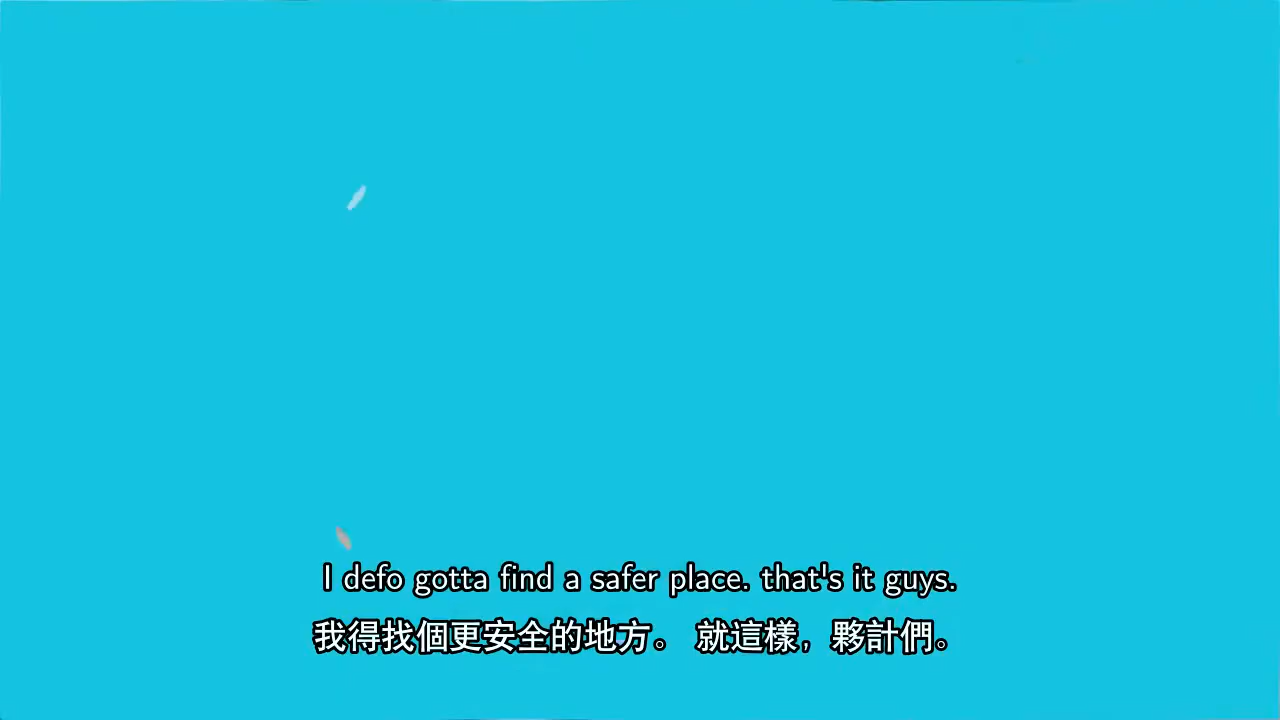 I defo gotta find a safer place. that's it guys.
我得找個更安全的地方。 就這樣，夥計們。